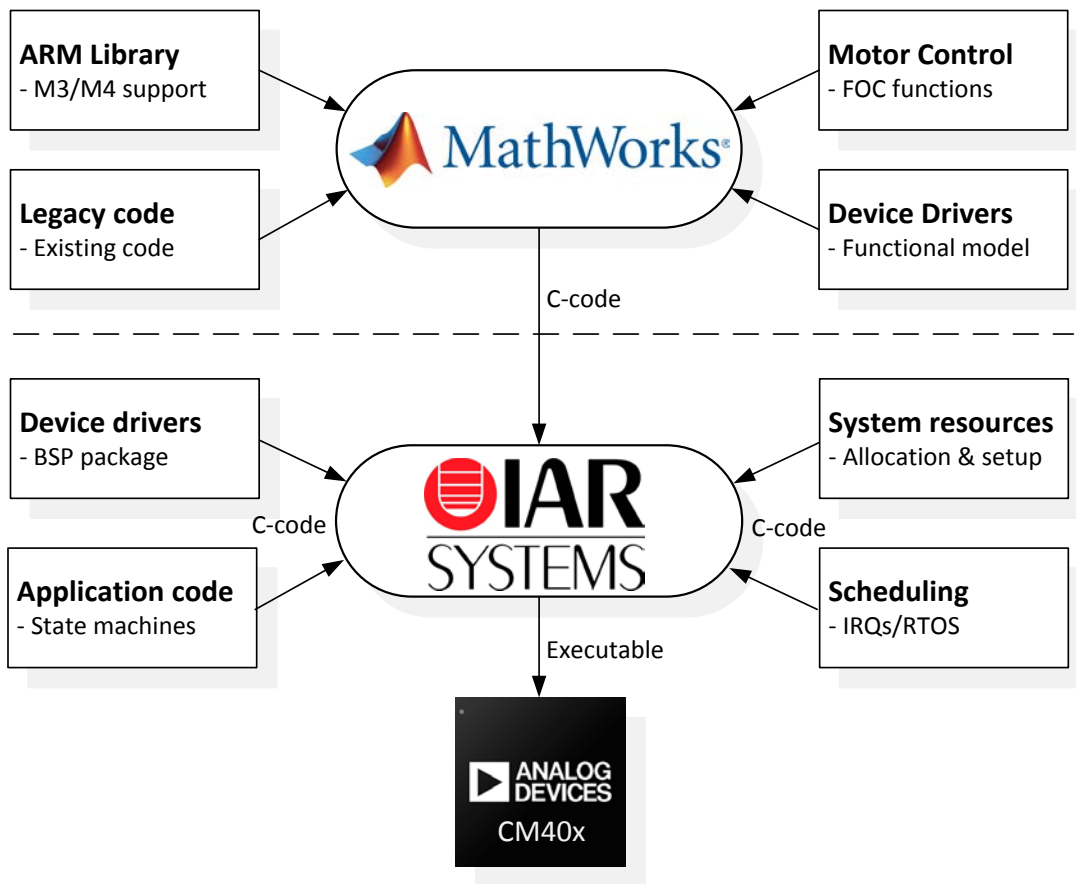 ARM Library
- M3/M4 support
Motor Control
- FOC functions
MathWorks®
Legacy code
- Existing code
Device Drivers
- Functional model
C-code
Device drivers
- BSP package
System resources
- Allocation & setup
IAR
SYSTEMS
C-code
C-code
Application code
- State machines
Scheduling
- IRQs/RTOS
Executable
ANALOG
DEVICES
CM40x